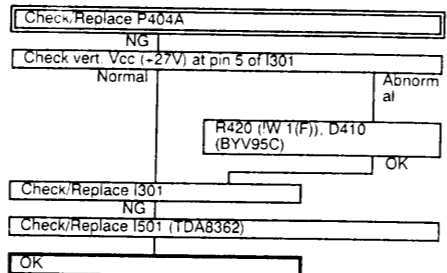 Check/Replace P404A
NG
Check vert. Vcc (+27V) at pin 5 of I301
Normal
Abnorm
al
R420 (!W 1(F)). D410
(BYV95C)
OK
Check/Replace I301
NG
Check/Replace I501 (TDA8362)
OK